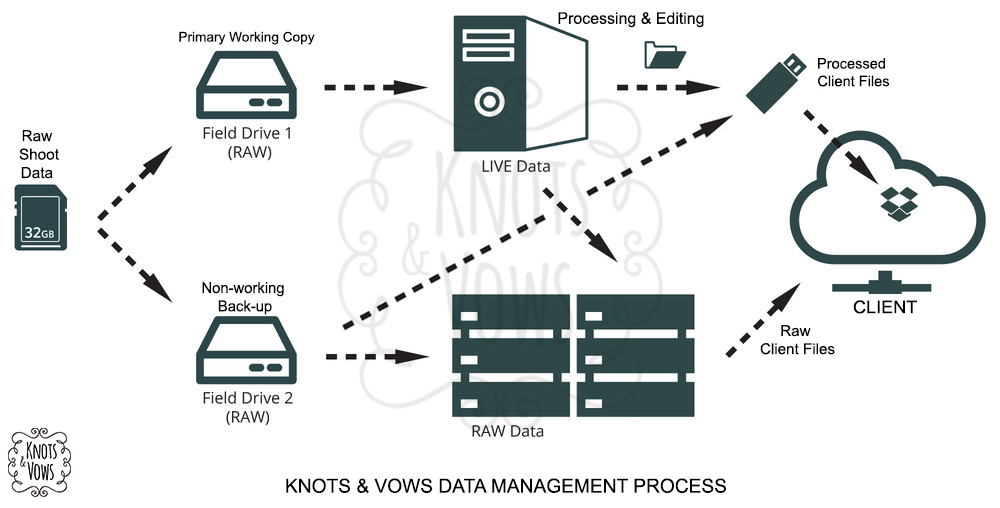 Processing & Editing
Primary Working Copy
Processed
Client Files
Field Drive 1
(RAW)
Raw
Shoot
Data
32GB
LIVE Data
KNOTS
& VOWS
Non-working
Back-up
CLIENT
Raw
Client Files
Field Drive 2
(RAW)
RAW Data
KNOTS
& VOWS
KNOTS & VOWS DATA MANAGEMENT PROCESS